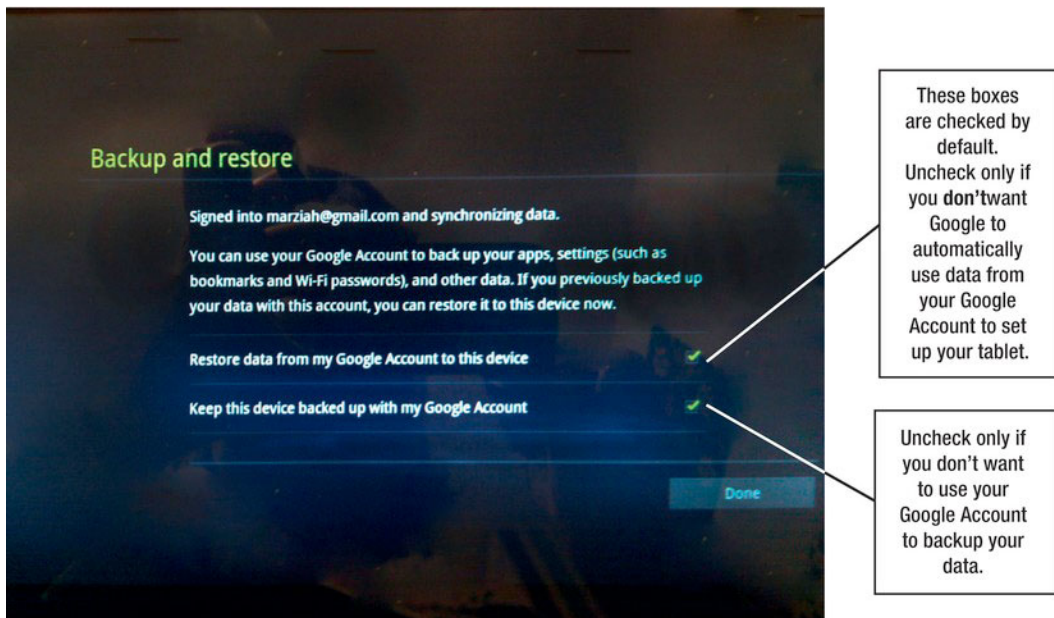 Backup and restore
Signed into marziah@gmail.com and synchronizing data.
You can use your Google Account to back up your apps, settings (such as
bookmarks and Wi-Fi passwords), and other data. If you previously backed up
your data with this account, you can restore it to this device now.
Restore data from my Google Account to this device
Keep this device backed up with my Google Account
Done
These boxes
are checked by
default.
Uncheck only if
you don'twant
Google to
automatically
use data from
your Google
Account to set
up your tablet.
Uncheck only if
you don't want
to use your
Google Account
to backup your
data.